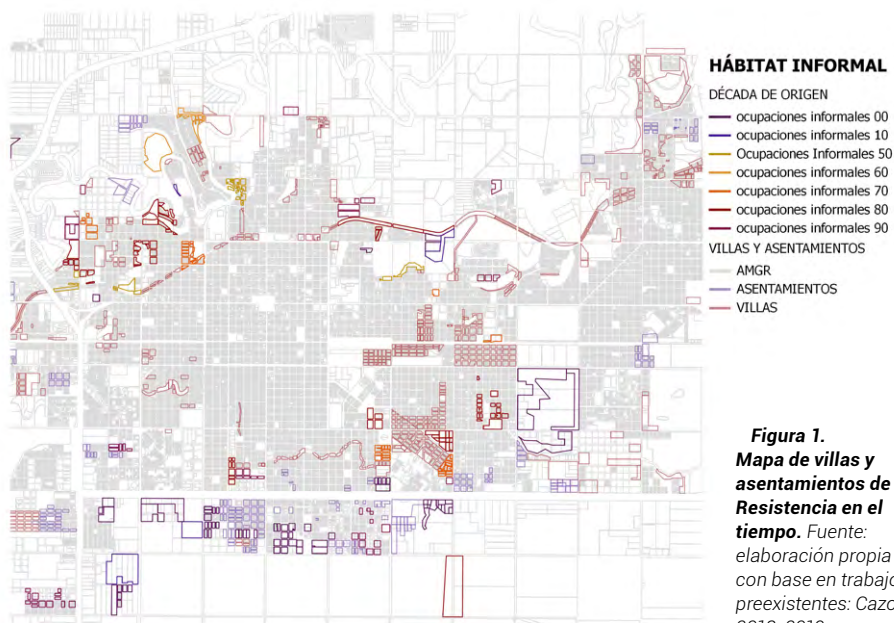 HÁBITAT INFORMAL
DÉCADA DE ORIGEN
ocupaciones informales 00
ocupaciones informales 10
Ocupaciones Informales 50
ocupaciones informales 60
ocupaciones informales 70
ocupaciones informales 80
ocupaciones informales 90
VILLAS Y ASENTAMIENTOS
AMGR
ASENTAMIENTOS
VILLAS
Figura 1.
Mapa de villas y
asentamientos de
Resistencia en el
tiempo. Fuente:
elaboración propia
con base en
preexistentes: